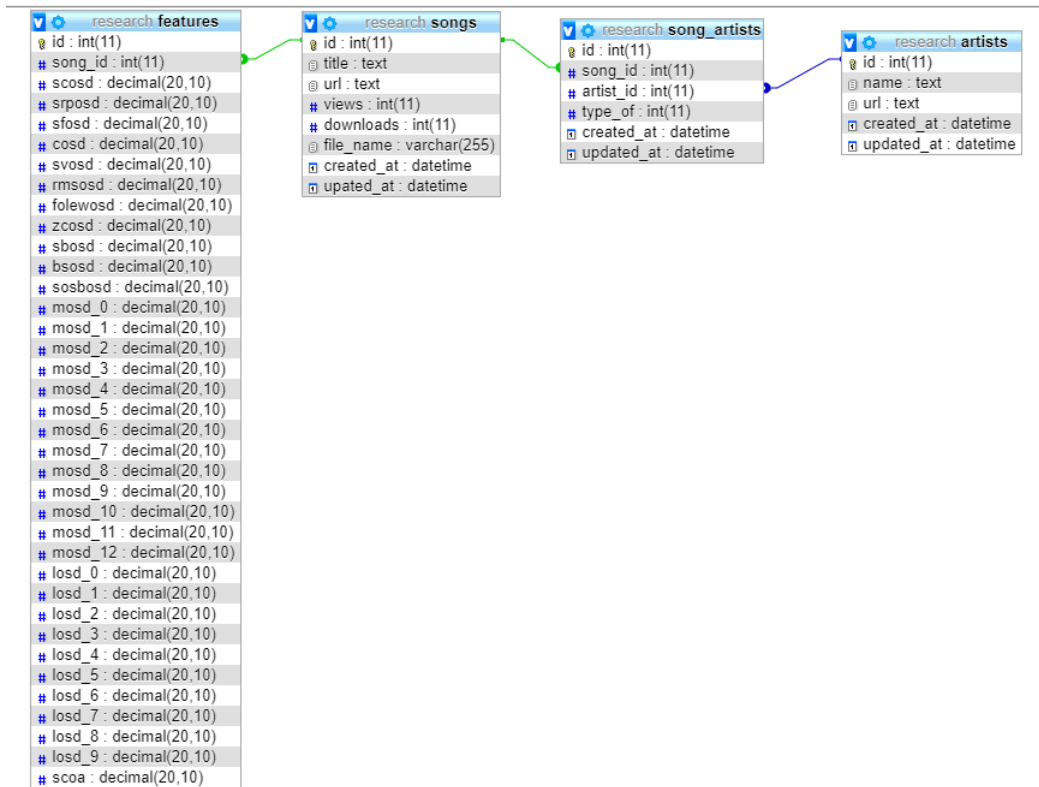 research features
id : int(11)
song_id : int(11)
scosd : decimal(20,10)
srposd : decimal(20,10)
sfosd : decimal(20,10)
cosd : decimal(20,10)
svosd : decimal(20,10)
rmsosd : decimal(20,10)
folewosd : decimal(20,10)
zcosd : decimal(20,10)
sbosd : decimal(20,10)
bsosd : decimal(20,10)
sosbosd : decimal(20,10)
mosd_0 : decimal(20,10)
mosd_1 : decimal(20,10)
mosd_2 : decimal(20,10)
mosd_3 : decimal(20,10)
mosd_4 : decimal(20,10)
mosd_5 : decimal(20,10)
mosd_6 : decimal(20,10)
mosd_7 : decimal(20,10)
mosd_8 : decimal(20,10)
mosd_9 : decimal(20,10)
mosd_10 : decimal(20,10)
mosd_11 : decimal(20,10)
mosd_12 : decimal(20,10)
losd_0 : decimal(20,10)
losd_1 : decimal(20,10)
losd_2 : decimal(20,10)
losd_3 : decimal(20,10)
losd_4 : decimal(20,10)
losd_5 : decimal(20,10)
losd_6 : decimal(20,10)
losd_7 : decimal(20,10)
losd_8 : decimal(20,10)
losd_9 : decimal(20,10)
scoa : decimal(20,10)
research songs
id : int(11)
title : text
url : text
views : int(11)
downloads : int(11)
file_name : varchar(255)
created_at : datetime
upated_at : datetime
research song_artists
id : int(11)
song_id : int(11)
artist_id : int(11)
type_of : int(11)
created_at : datetime
updated_at : datetime
research artists
id : int(11)
name : text
url : text
created_at : datetime
updated_at : datetime